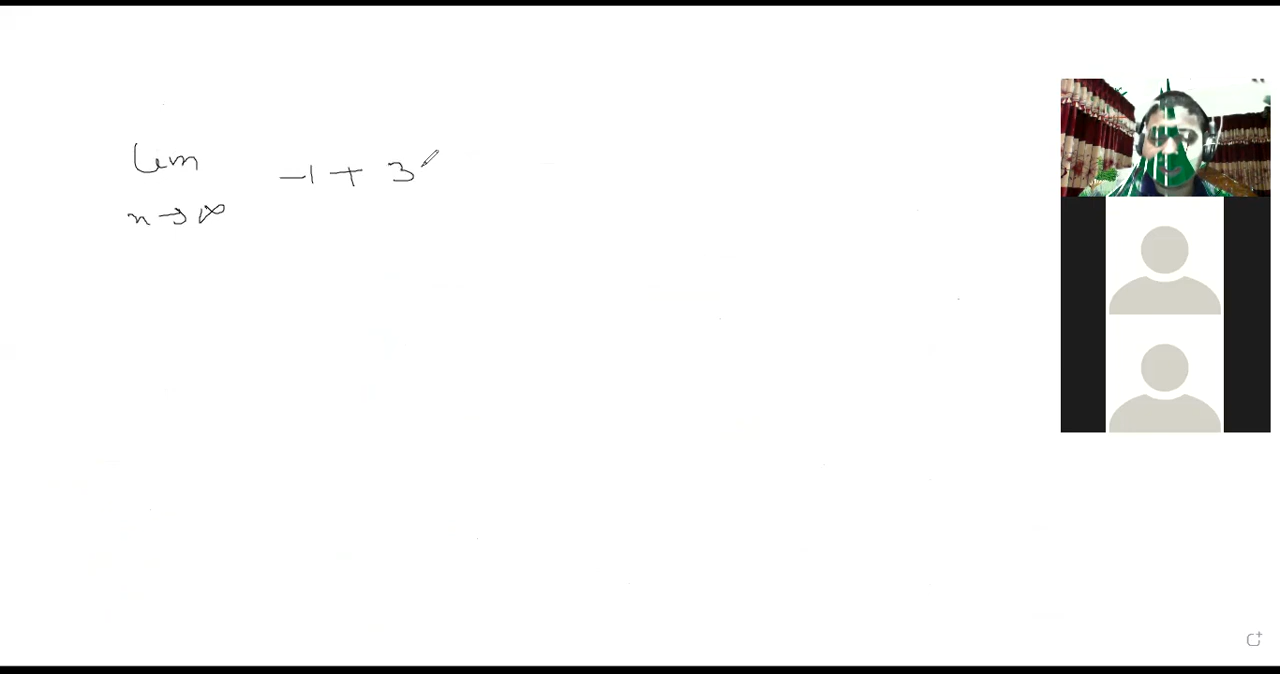 lim -1 + 3
n → ∞